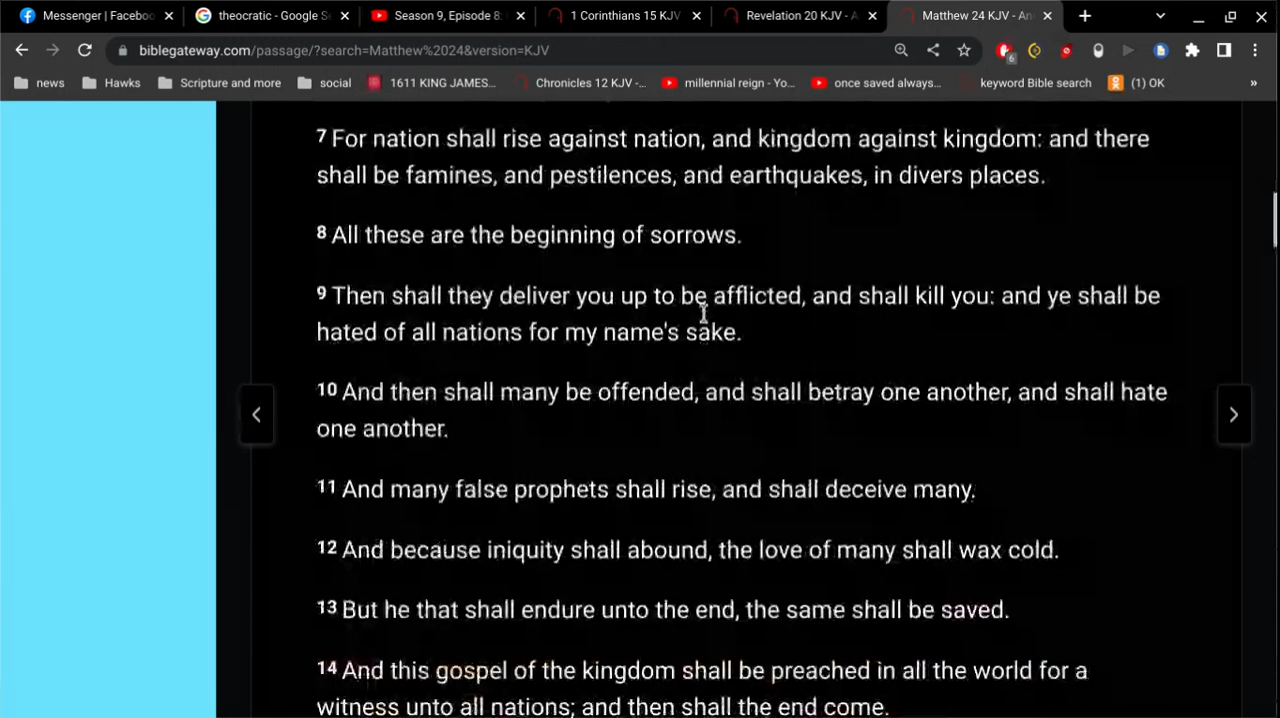 Messenger | Faceboo
theocratic - Google Se
Season 9, Episode 8:
1 Corinthians 15 KJV
Revelation 20 KJV - A
Matthew 24 KJV - An
biblegateway.com/passage/?search=Matthew%2024&version=KJV
6
news
Hawks
Scripture and more
social
1611 KING JAMES...
Chronicles 12 KJV -...
millennial reign - Yo...
once saved always...
keyword Bible search
(1) OK
»
7 For nation shall rise against nation, and kingdom against kingdom: and there
shall be famines, and pestilences, and earthquakes, in divers places.
8 All these are the beginning of sorrows.
9 Then shall they deliver you up to be afflicted, and shall kill you: and ye shall be
hated of all nations for my name's sake.
10 And then shall many be offended, and shall betray one another, and shall hate
one another.
11 And many false prophets shall rise, and shall deceive many.
12 And because iniquity shall abound, the love of many shall wax cold.
13 But he that shall endure unto the end, the same shall be saved.
14 And this gospel of the kingdom shall be preached in all the world for a
witness unto all nations; and then shall the end come.